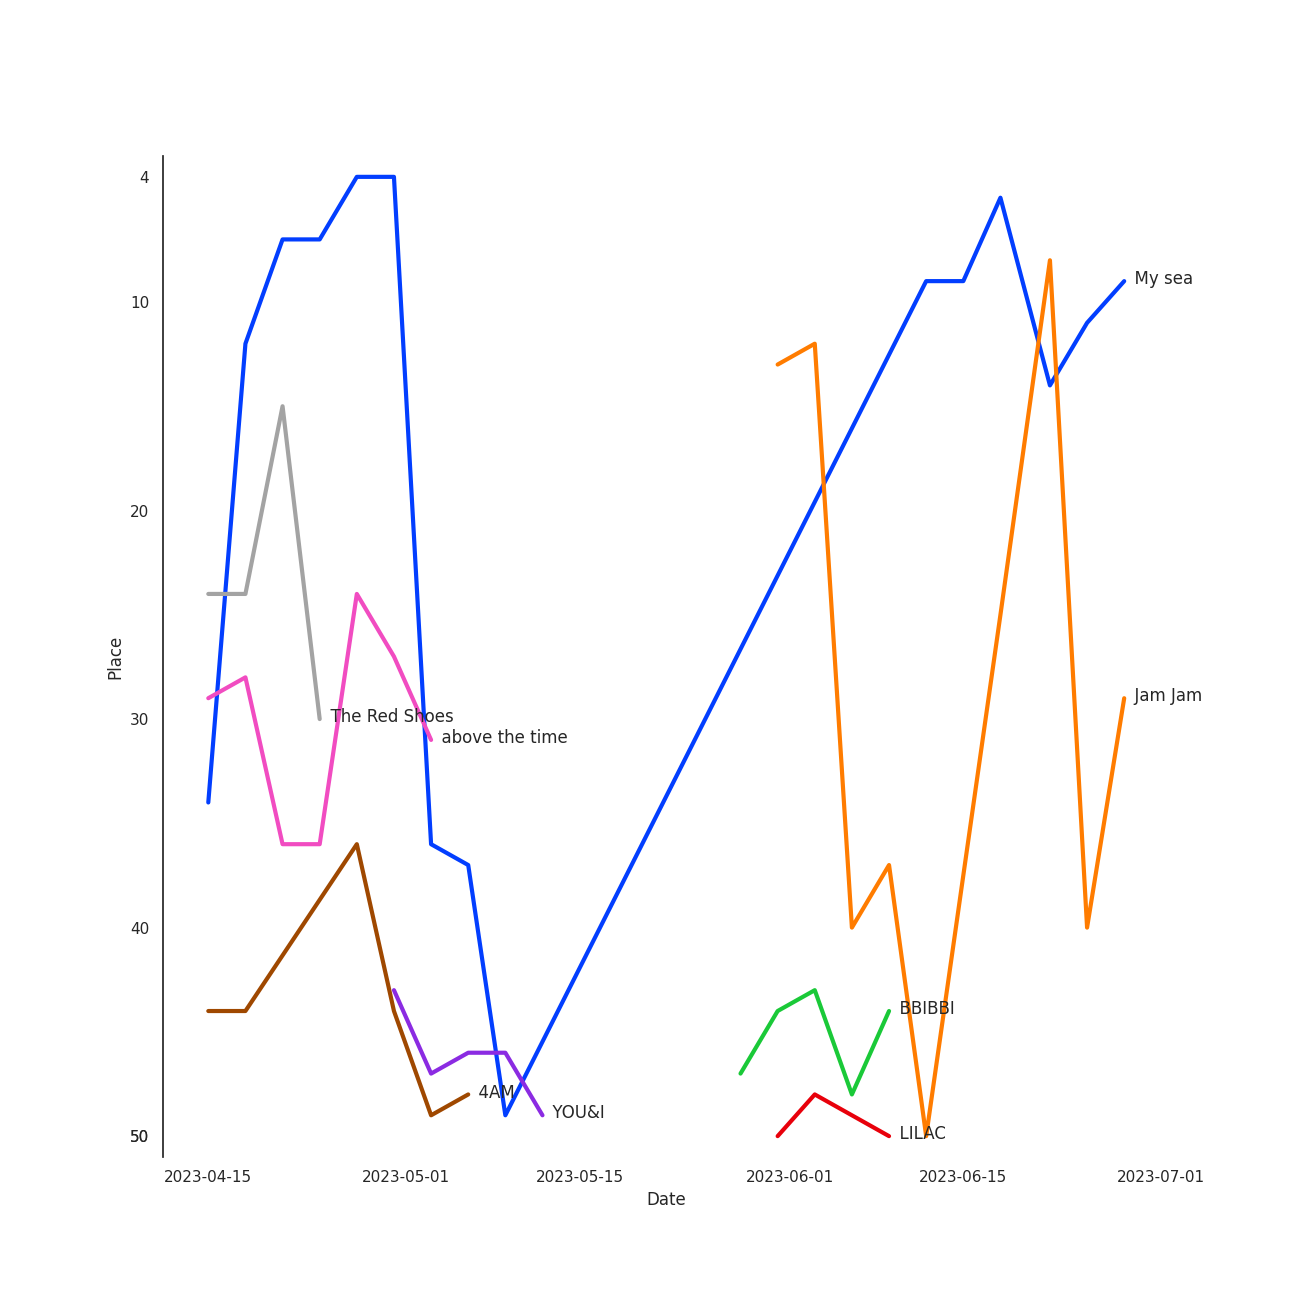 4
10
My sea
20
Place
Jam Jam
30
The Red Shoes
above the time
40
BBIBBI
4AM
YOU&I
LILAC
50
2023-04-15
2023-05-01
2023-05-15
2023-06-01
2023-06-15
2023-07-01
Date